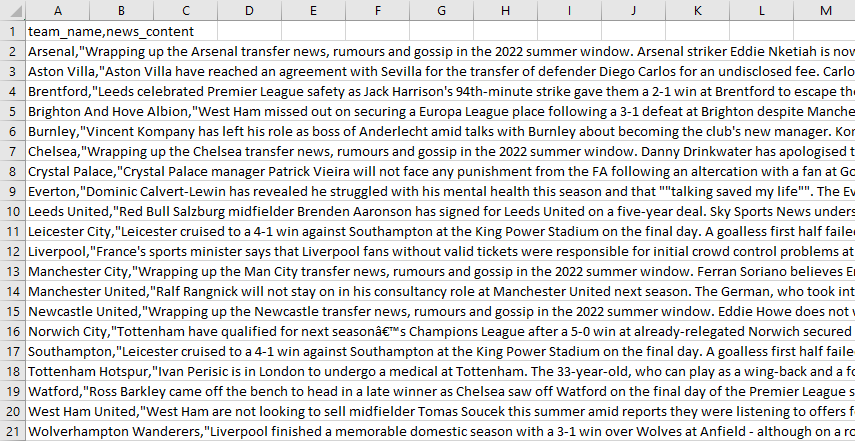 A B C D E F G H I J K L M
1 team_name,news_content
2 Arsenal,"Wrapping up the Arsenal transfer news, rumours and gossip in the 2022 summer window. Arsenal striker Eddie Nketiah is now
3 Aston Villa,"Aston Villa have reached an agreement with Sevilla for the transfer of defender Diego Carlos for an undisclosed fee. Carlo
4 Brentford,"Leeds celebrated Premier League safety as Jack Harrison's 94th-minute strike gave them a 2-1 win at Brentford to escape the
5 Brighton And Hove Albion,"West Ham missed out on securing a Europa League place following a 3-1 defeat at Brighton despite Manche
6 Burnley,"Vincent Kompany has left his role as boss of Anderlecht amid talks with Burnley about becoming the club's new manager. Kom
7 Chelsea,"Wrapping up the Chelsea transfer news, rumours and gossip in the 2022 summer window. Danny Drinkwater has apologised t
8 Crystal Palace,"Crystal Palace manager Patrick Vieira will not face any punishment from the FA following an altercation with a fan at Go
9 Everton,"Dominic Calvert-Lewin has revealed he struggled with his mental health this season and that ""talking saved my life"". The Ev
10 Leeds United,"Red Bull Salzburg midfielder Brenden Aaronson has signed for Leeds United on a five-year deal. Sky Sports News unders
11 Leicester City,"Leicester cruised to a 4-1 win against Southampton at the King Power Stadium on the final day. A goalless first half faile
12 Liverpool,"France's sports minister says that Liverpool fans without valid tickets were responsible for initial crowd control problems at
13 Manchester City,"Wrapping up the Man City transfer news, rumours and gossip in the 2022 summer window. Ferran Soriano believes Er
14 Manchester United,"Ralf Rangnick will not stay on in his consultancy role at Manchester United next season. The German, who took int
15 Newcastle United,"Wrapping up the Newcastle transfer news, rumours and gossip in the 2022 summer window. Eddie Howe does not w
16 Norwich City,"Tottenham have qualified for next seasonâ€™s Champions League after a 5-0 win at already-relegated Norwich secured
17 Southampton,"Leicester cruised to a 4-1 win against Southampton at the King Power Stadium on the final day. A goalless first half faile
18 Tottenham Hotspur,"Ivan Perisic is in London to undergo a medical at Tottenham. The 33-year-old, who can play as a wing-back and a fo
19 Watford,"Ross Barkley came off the bench to head in a late winner as Chelsea saw off Watford on the final day of the Premier League s
20 West Ham United,"West Ham are not looking to sell midfielder Tomas Soucek this summer amid reports they were listening to offers f
21 Wolverhampton Wanderers,"Liverpool finished a memorable domestic season with a 3-1 win over Wolves at Anfield - although on a ro